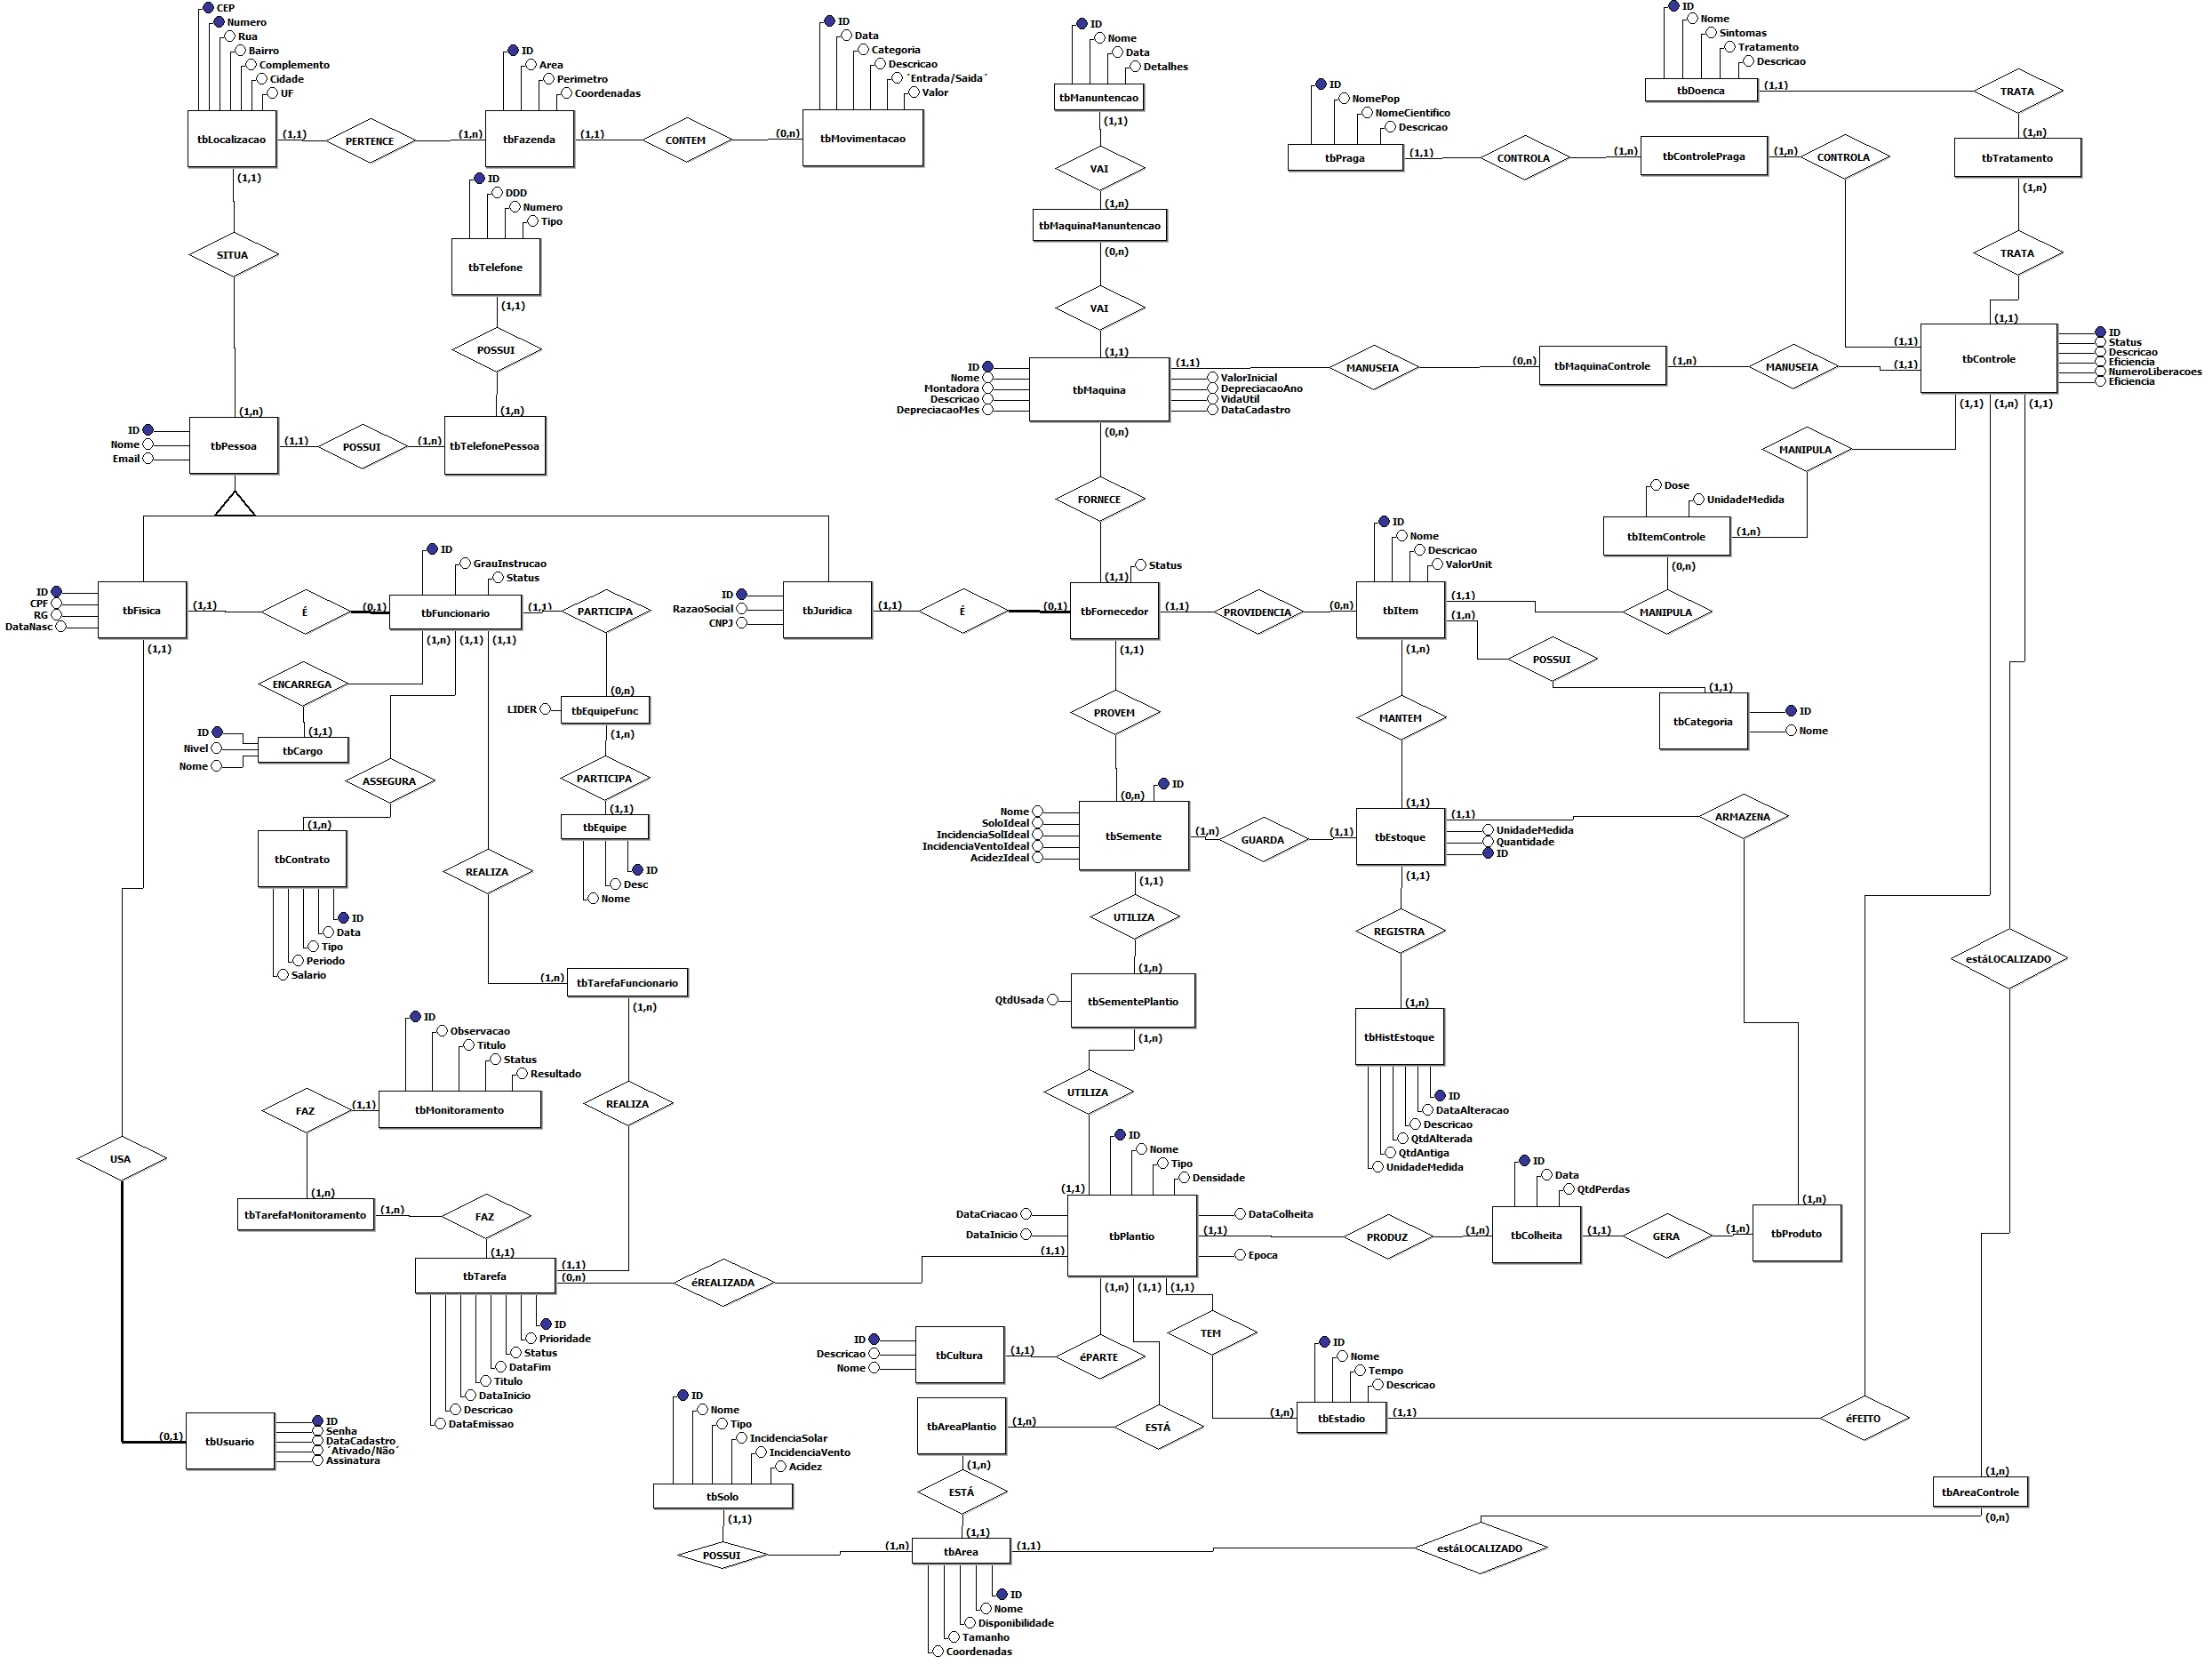 CEP
Numero
Rua
Bairro
Complemento
Cidade
UF
tbLocalizacao
(1,1)
PERTENCE
(1,n)
ID
Area
Perimetro
Coordenadas
tbFazenda
(1,1)
CONTEM
(0,n)
ID
Data
Categoria
Descricao
´Entrada/Saida´
Valor
tbMovimentacao
(1,1)
SITUA
(1,n)
ID
DDD
Numero
Tipo
tbTelefone
(1,1)
POSSUI
(1,n)
ID
Nome
Email
tbPessoa
(1,1)
POSSUI
(1,n)
tbTelefonePessoa
ID
Nome
Data
Detalhes
tbManuntencao
(1,1)
VAI
(1,n)
tbMaquinaManuntencao
(0,n)
VAI
(1,1)
ID
Nome
Montadora
Descricao
DepreciacaoMes
tbMaquina
ValorInicial
DepreciacaoAno
VidaUtil
DataCadastro
(1,1)
MANUSEIA
(0,n)
tbMaquinaControle
(1,n)
MANUSEIA
(1,1)
ID
NomePop
NomeCientifico
Descricao
tbPraga
(1,1)
CONTROLA
(1,n)
tbControlePraga
(1,n)
CONTROLA
(1,1)
ID
Nome
Sintomas
Tratamento
Descricao
tbDoenca
(1,1)
TRATA
(1,n)
tbTratamento
(1,n)
TRATA
(1,1)
tbControle
ID
Status
Descricao
Eficiencia
NumeroLiberacoes
Eficiencia
(1,1)
(1,n)
(1,1)
MANIPULA
(0,n)
FORNECE
(1,1)
Dose
UnidadeMedida
tbItemControle
(1,n)
(0,n)
MANIPULA
ID
CPF
RG
DataNasc
tbFisica
(1,1)
É
(0,1)
ID
GrauInstrucao
Status
tbFuncionario
(1,1)
PARTICIPA
(0,n)
ID
RazaoSocial
CNPJ
tbJuridica
(1,1)
É
(0,1)
Status
tbFornecedor
(1,1)
PROVIDENCIA
(0,n)
ID
Nome
Descricao
ValorUnit
tbItem
(1,1)
(1,n)
POSSUI
(1,1)
tbCategoria
ID
Nome
(1,1)
(1,n)
(1,1)
(1,1)
ENCARREGA
(1,1)
ID
Nivel
Nome
tbCargo
ASSEGURA
(1,n)
tbContrato
ID
Data
Tipo
Periodo
Salario
LIDER
tbEquipeFunc
(1,n)
PARTICIPA
(1,1)
tbEquipe
ID
Desc
Nome
REALIZA
(1,n)
tbTarefaFuncionario
(1,n)
REALIZA
(1,1)
PROVEM
(0,n)
ID
Nome
SoloIdeal
IncidenciaSolIdeal
IncidenciaVentoIdeal
AcidezIdeal
tbSemente
(1,n)
GUARDA
(1,1)
(1,n)
MANTEM
(1,1)
tbEstoque
(1,1)
UnidadeMedida
Quantidade
ID
ARMAZENA
(1,1)
UTILIZA
(1,n)
QtdUsada
tbSementePlantio
(1,n)
UTILIZA
(1,1)
(1,1)
REGISTRA
(1,n)
tbHistEstoque
ID
DataAlteracao
Descricao
QtdAlterada
QtdAntiga
UnidadeMedida
estáLOCALIZADO
ID
Observacao
Titulo
Status
Resultado
FAZ
(1,1)
tbMonitoramento
(1,n)
tbTarefaMonitoramento
(1,n)
FAZ
(1,1)
tbTarefa
(1,1)
(0,n)
éREALIZADA
(1,1)
ID
Prioridade
Status
DataFim
Titulo
DataInicio
Descricao
DataEmissao
USA
(0,1)
tbUsuario
ID
Senha
DataCadastro
´Ativado/Não´
Assinatura
ID
Nome
Tipo
Densidade
DataCriacao
DataInicio
tbPlantio
DataColheita
Epoca
(1,1)
PRODUZ
(1,n)
ID
Data
QtdPerdas
tbColheita
(1,1)
GERA
(1,n)
(1,n)
tbProduto
(1,n)
(1,1)
(1,1)
ID
Descricao
Nome
tbCultura
(1,1)
éPARTE
TEM
(1,n)
ID
Nome
Tempo
Descricao
tbEstadio
(1,1)
éFEITO
tbAreaPlantio
(1,n)
ESTÁ
(1,n)
ESTÁ
(1,1)
ID
Nome
Tipo
IncidenciaSolar
IncidenciaVento
Acidez
tbSolo
(1,1)
POSSUI
(1,n)
tbArea
(1,1)
estáLOCALIZADO
(1,n)
tbAreaControle
(0,n)
ID
Nome
Disponibilidade
Tamanho
Coordenadas